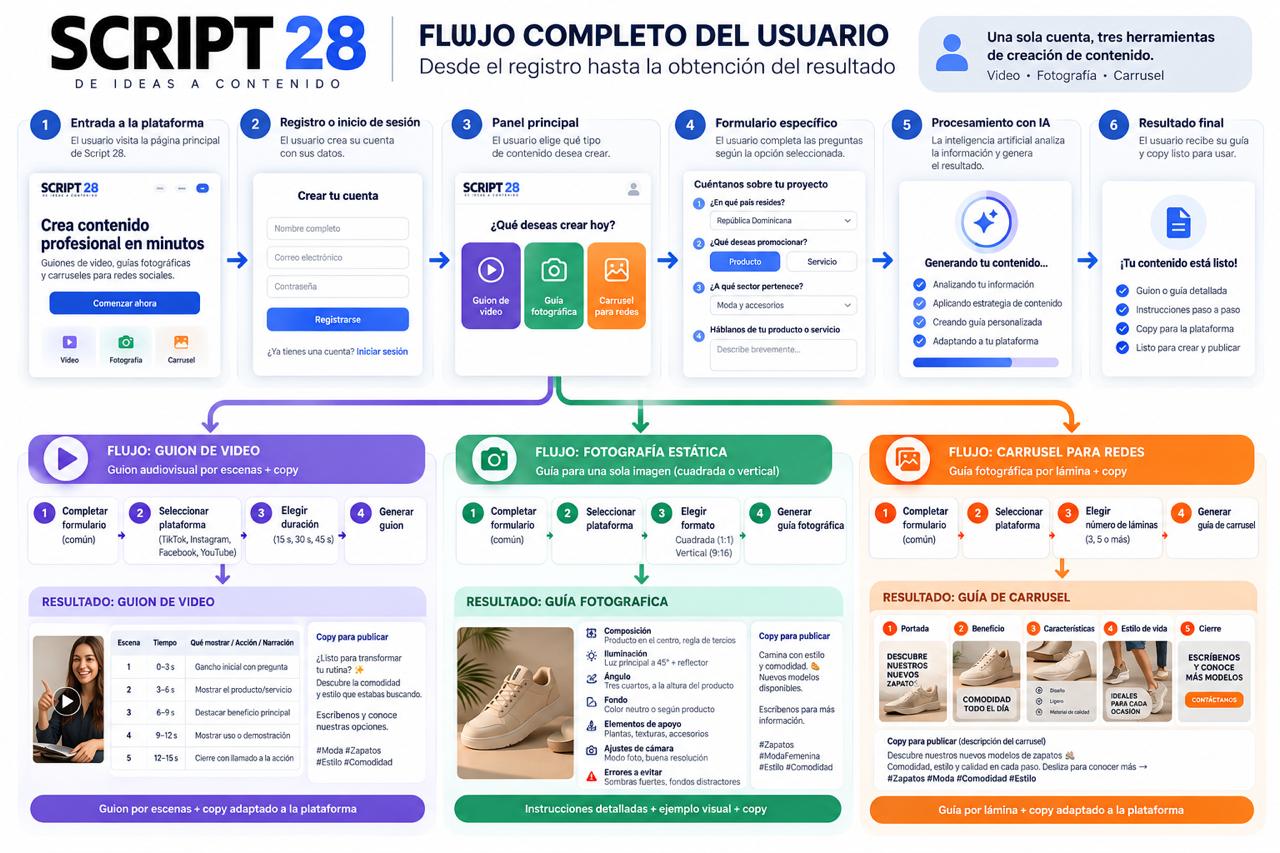 SCRIPT 28
DE IDEAS A CONTENIDO
FLUJO COMPLETO DEL USUARIO
Desde el registro hasta la obtención del resultado
Una sola cuenta, tres herramientas
de creación de contenido.
Video • Fotografía • Carrusel
1 Entrada a la plataforma
El usuario visita la página principal
de Script 28.
SCRIPT 28
DE IDEAS A CONTENIDO
Crea contenido
profesional en minutos
Guiones de video, guías fotográficas
y carruseles para redes sociales.
Comenzar ahora
Video
Fotografía
Carrusel
2 Registro o inicio de sesión
El usuario crea su cuenta
con sus datos.
Crear tu cuenta
Nombre completo
Correo electrónico
Contraseña
Registrarse
¿Ya tienes una cuenta? Iniciar sesión
3 Panel principal
El usuario elige qué tipo
de contenido desea crear.
SCRIPT 28
DE IDEAS A CONTENIDO
¿Qué deseas crear hoy?
Guion de
video
Guía
fotográfica
Carrusel
para redes
4 Formulario específico
El usuario completa las preguntas
según la opción seleccionada.
Cuéntanos sobre tu proyecto
1 ¿En qué país resides?
República Dominicana
2 ¿Qué deseas promocionar?
Producto
Servicio
3 ¿A qué sector pertenece?
Moda y accesorios
4 Háblanos de tu producto o servicio
Describe brevemente...
5 Procesamiento con IA
La inteligencia artificial analiza
la información y genera
el resultado.
Generando tu contenido...
Analizando tu información
Aplicando estrategia de contenido
Creando guía personalizada
Adaptando a tu plataforma
6 Resultado final
El usuario recibe su guía
y copy listo para usar.
¡Tu contenido está listo!
Guion o guía detallada
Instrucciones paso a paso
Copy para la plataforma
Listo para crear y publicar
FLUJO: GUION DE VIDEO
Guion audiovisual por escenas + copy
1 Completar
formulario
(común)
2 Seleccionar
plataforma
(TikTok, Instagram,
Facebook, YouTube)
3 Elegir
duración
(15 s, 30 s, 45 s)
4 Generar
guion
RESULTADO: GUION DE VIDEO
Escena Tiempo Qué mostrar / Acción / Narración
1 0–3 s Gancho inicial con pregunta
2 3–6 s Mostrar el producto/servicio
3 6–9 s Destacar beneficio principal
4 9–12 s Mostrar uso o demostración
5 12–15 s Cierre con llamado a la acción
Copy para publicar
¿Listo para transformar
tu rutina? ✨
Descubre la comodidad
y estilo que estabas buscando.
Escríbenos y conoce
nuestras opciones.
#Moda #Zapatos
#Estilo #Comodidad
Guion por escenas + copy adaptado a la plataforma
FLUJO: FOTOGRAFÍA ESTÁTICA
Guía para una sola imagen (cuadrada o vertical)
1 Completar
formulario
(común)
2 Seleccionar
plataforma
3 Elegir
formato
Cuadrada (1:1)
Vertical (9:16)
4 Generar
guía fotográfica
RESULTADO: GUÍA FOTOGRAFÍCA
Composición
Producto en el centro, regla de tercios
Iluminación
Luz principal a 45° + reflector
Ángulo
Tres cuartos, a la altura del producto
Fondo
Color neutro o según producto
Elementos de apoyo
Plantas, texturas, accesorios
Ajustes de cámara
Modo foto, buena resolución
Errores a evitar
Sombras fuertes, fondos distractores
Copy para publicar
Camina con estilo
y comodidad.
Nuevos modelos
disponibles.
Escríbenos para más
información.
#Zapatos
#ModaFemenina
#Estilo #Comodidad
Instrucciones detalladas + ejemplo visual + copy
FLUJO: CARRUSEL PARA REDES
Guía fotográfica por lámina + copy
1 Completar
formulario
(común)
2 Seleccionar
plataforma
3 Elegir
número de láminas
(3, 5 o más)
4 Generar
guía de carrusel
RESULTADO: GUÍA DE CARRUSEL
1 Portada
DESCUBRE
NUESTROS
NUEVOS
ZAPATOS
2 Beneficio
COMODIDAD
TODO EL DÍA
3 Características
Diseño
Ligero
Material de calidad
4 Estilo de vida
IDEALES
PARA CADA
OCASIÓN
5 Cierre
ESCRÍBENOS
Y CONOCE
MÁS MODELOS
CONTÁCTANOS
Copy para publicar (descripción del carrusel)
Descubre nuestros nuevos modelos de zapatos
Comodidad, estilo y calidad en cada paso. Desliza para conocer más →
#Zapatos #Moda #Comodidad #Estilo
Guía por lámina + copy adaptado a la plataforma